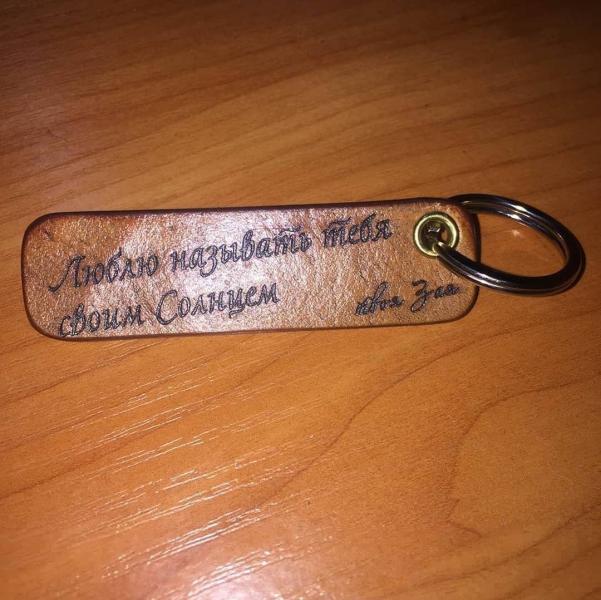 Люблю называть тебя
своим Солнцем
твоя Зая